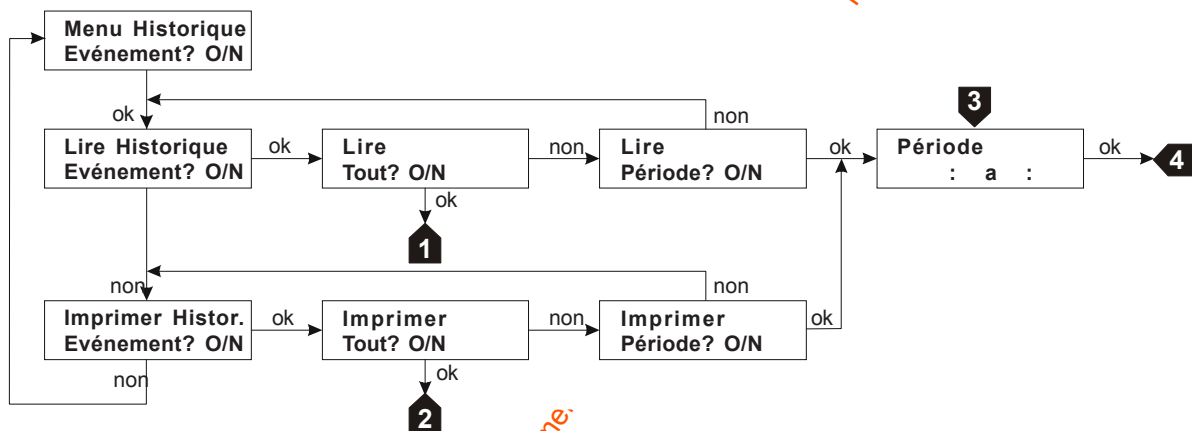 Menu Historique
Evénement? O/N
ok
non
3
Lire Historique
Evénement? O/N
ok
Lire
Tout? O/N
non
Lire
Période? O/N
ok
Période
: a :
ok
4
ok
1
non
non
Imprimer Histor.
Evénement? O/N
ok
Imprimer
Tout? O/N
non
Imprimer
Période? O/N
ok
non
ok
2